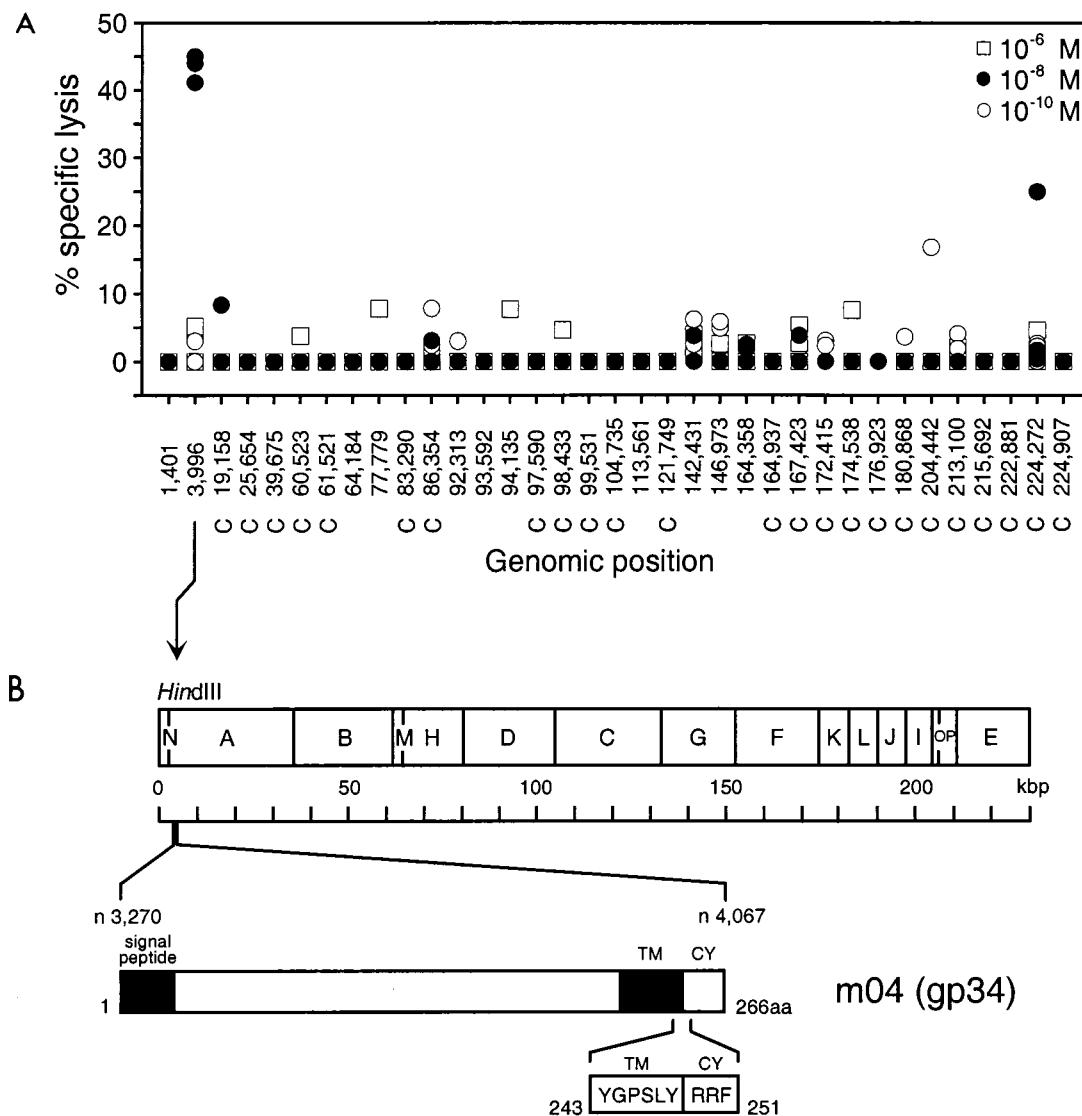 A
% specific lysis
50
40
30
20
10
0
10⁻⁶ M
10⁻⁸ M
10⁻¹⁰ M
1,401
3,996
19,158 C
25,654 C
39,675 C
60,523 C
61,521 C
64,184
77,779
83,290 C
86,354 C
92,313
93,592
94,135
97,590 C
98,433 C
99,531 C
104,735 C
113,561
121,749 C
142,431
146,973
164,358
164,937 C
167,423 C
172,415 C
174,538 C
176,923 C
180,868 C
204,442 C
213,100 C
215,692 C
222,881 C
224,272 C
224,907 C
Genomic position
B
HindIII
N A B M H D C G F K L J I OP E
0 50 100 150 200 kbp
n 3,270 n 4,067
signal
peptide
TM CY
1 266aa
m04 (gp34)
TM CY
243 YGPSLY RRF 251